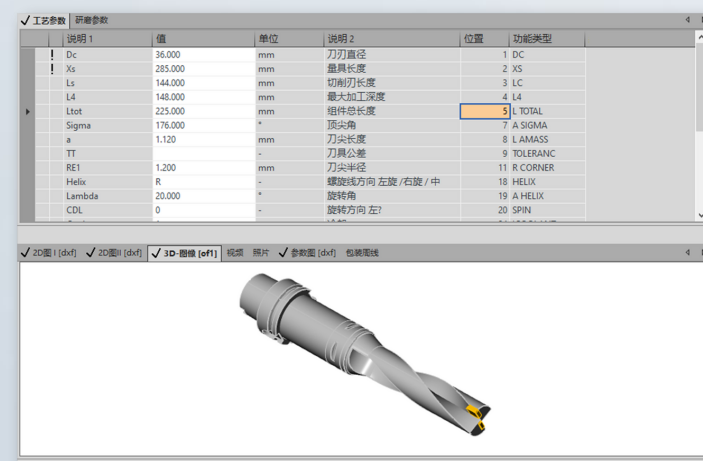 工艺参数 研磨参数
说明 1 值 单位 说明 2 位置 功能类型
! Dc 36.000 mm 刀刃直径 1 DC
! Xs 285.000 mm 量具长度 2 XS
Ls 144.000 mm 切削刃长度 3 LC
L4 148.000 mm 最大加工深度 4 L4
Ltot 225.000 mm 组件总长度 5 L TOTAL
Sigma 176.000 ° 顶尖角 7 A SIGMA
a 1.120 mm 刀尖长度 8 L AMASS
TT - 刀具公差 9 TOLERANC
RE1 1.200 mm 刀尖半径 11 R CORNER
Helix R - 螺旋线方向 左旋 /右旋 / 中 18 HELIX
Lambda 20.000 ° 旋转角 19 A HELIX
CDL 0 - 旋转方向 左? 20 SPIN
2D图 I [dxf] 2D图II [dxf] 3D-图像 [of1] 视频 照片 参数图 [dxf] 包装围线